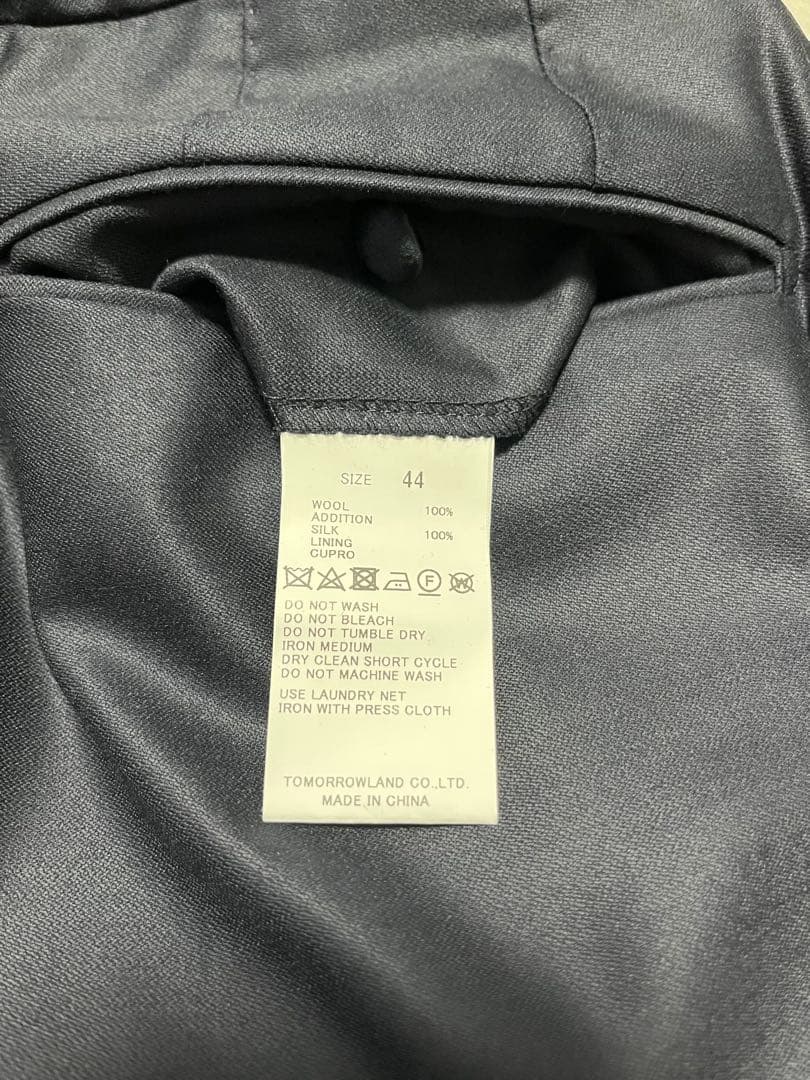 SIZE 44
WOOL 100%
ADDITION
SILK 100%
LINING
CUPRO
F W
DO NOT WASH
DO NOT BLEACH
DO NOT TUMBLE DRY
IRON MEDIUM
DRY CLEAN SHORT CYCLE
DO NOT MACHINE WASH
USE LAUNDRY NET
IRON WITH PRESS CLOTH
TOMORROWLAND CO.,LTD.
MADE IN CHINA